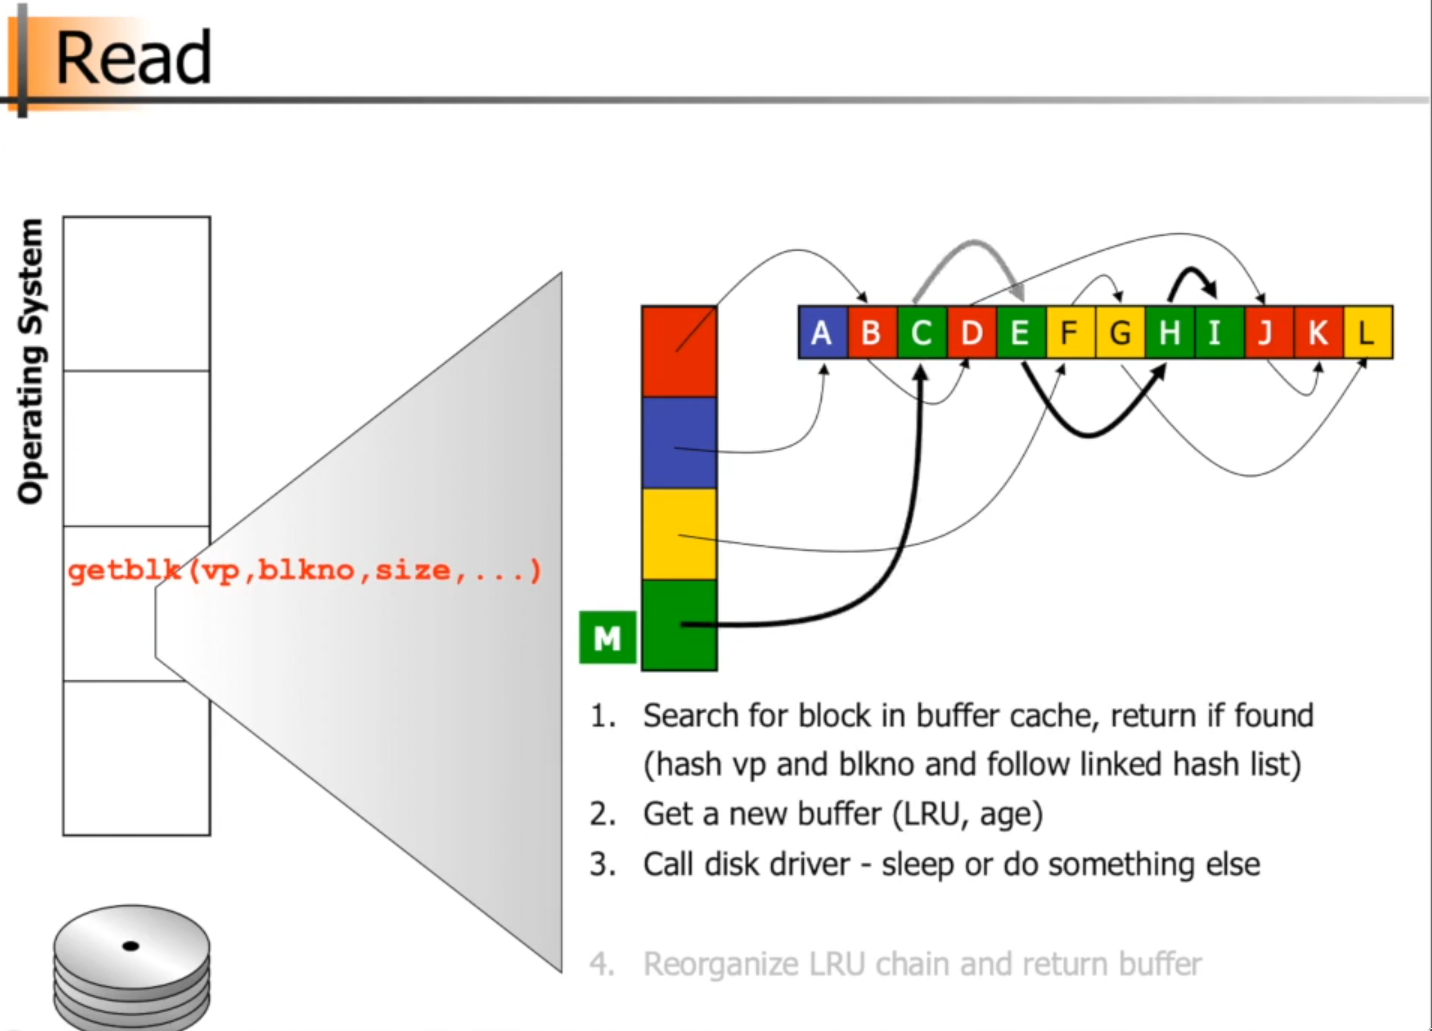 Read
Operating System
getblk(vp,blkno,size,...)
A B C D E F G H I J K L
M
1. Search for block in buffer cache, return if found
(hash vp and blkno and follow linked hash list)
2. Get a new buffer (LRU, age)
3. Call disk driver - sleep or do something else
4. Reorganize LRU chain and return buffer